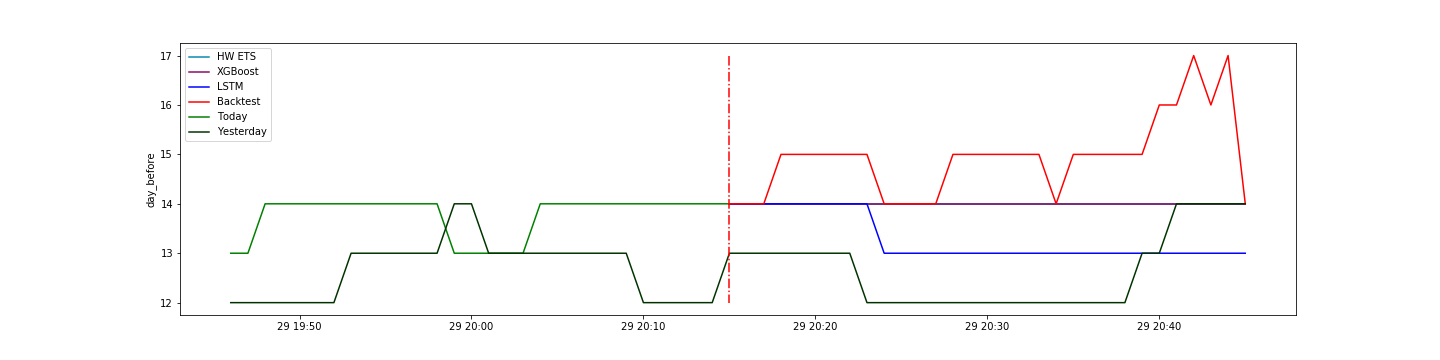 HW ETS
XGBoost
LSTM
Backtest
Today
Yesterday
day_before
17
16
15
14
13
12
29 19:50
29 20:00
29 20:10
29 20:20
29 20:30
29 20:40